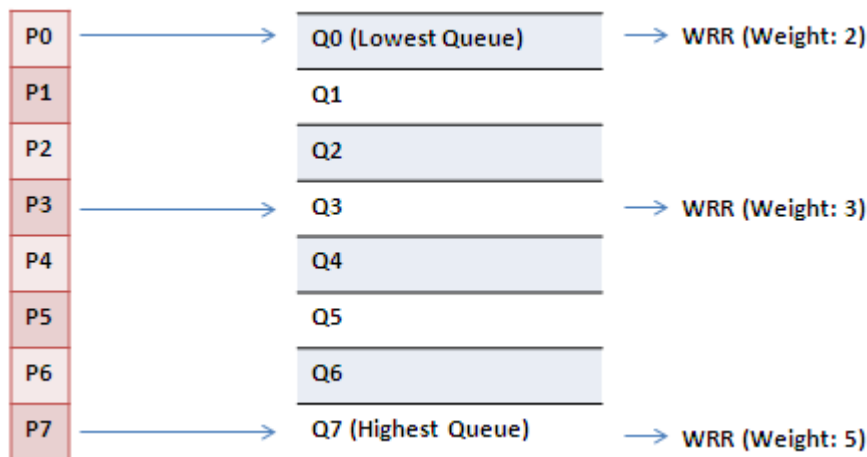 P0 Q0 (Lowest Queue) WRR (Weight: 2)
P1 Q1
P2 Q2
P3 Q3 WRR (Weight: 3)
P4 Q4
P5 Q5
P6 Q6
P7 Q7 (Highest Queue) WRR (Weight: 5)